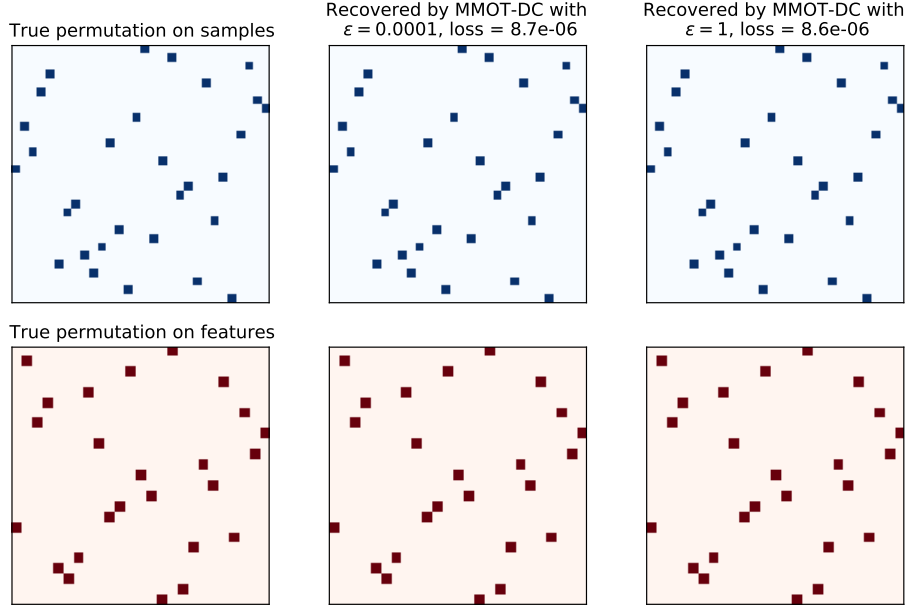 True permutation on samples
Recovered by MMOT-DC with
ε = 0.0001, loss = 8.7e-06
Recovered by MMOT-DC with
ε = 1, loss = 8.6e-06
True permutation on features